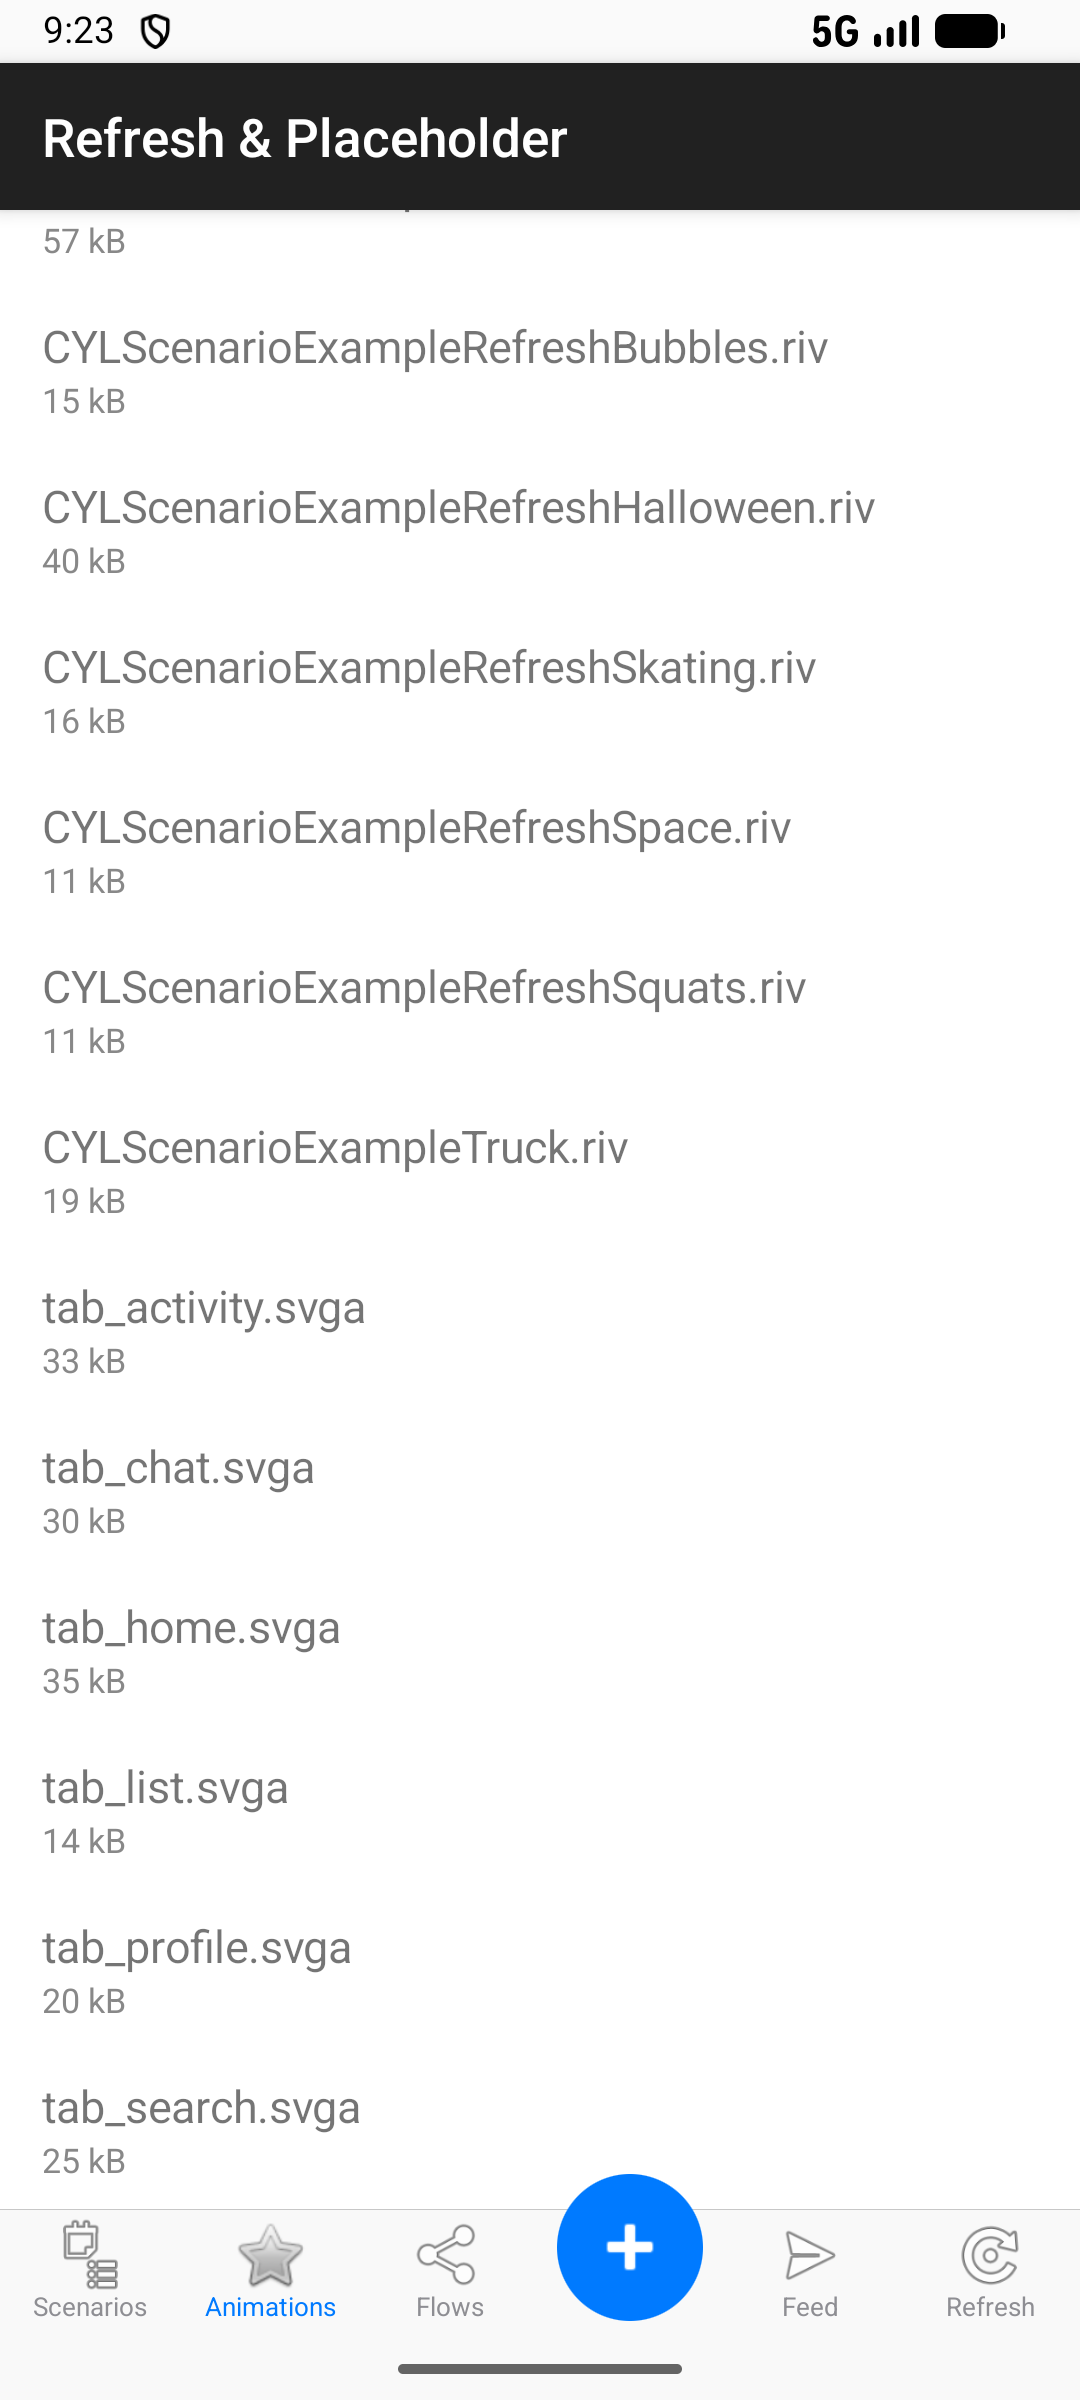 9:23
5G
Refresh & Placeholder
57 kB
CYLScenarioExampleRefreshBubbles.riv
15 kB
CYLScenarioExampleRefreshHalloween.riv
40 kB
CYLScenarioExampleRefreshSkating.riv
16 kB
CYLScenarioExampleRefreshSpace.riv
11 kB
CYLScenarioExampleRefreshSquats.riv
11 kB
CYLScenarioExampleTruck.riv
19 kB
tab_activity.svga
33 kB
tab_chat.svga
30 kB
tab_home.svga
35 kB
tab_list.svga
14 kB
tab_profile.svga
20 kB
tab_search.svga
25 kB
Scenarios
Animations
Flows
Feed
Refresh